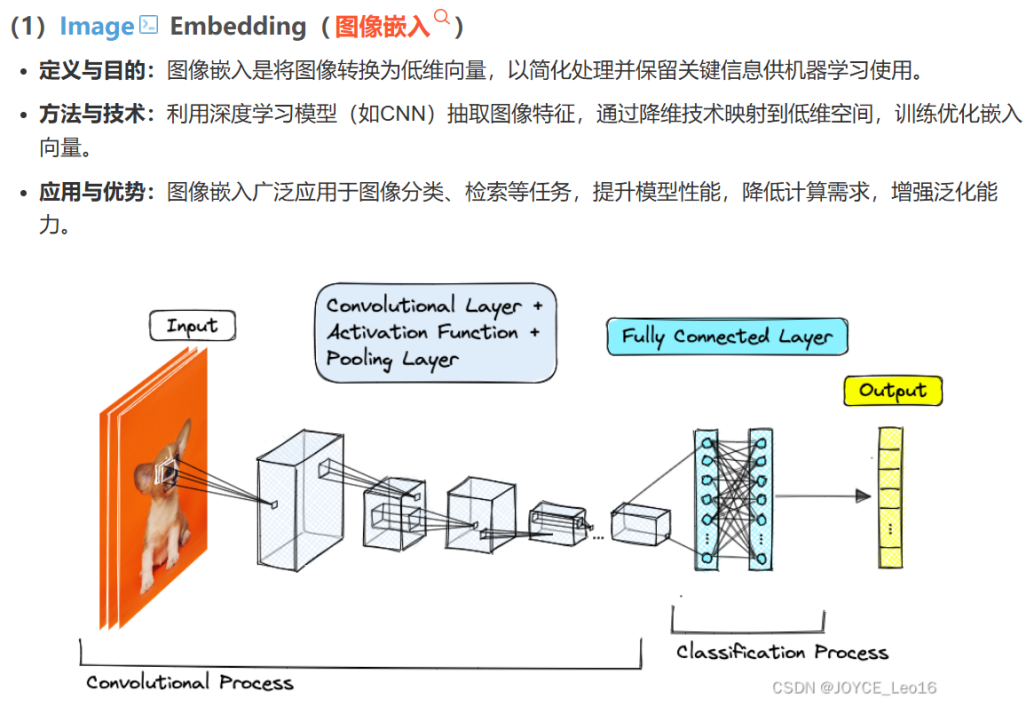 (1) Image Embedding（图像嵌入）
• 定义与目的：图像嵌入是将图像转换为低维向量，以简化处理并保留关键信息供机器学习使用。
• 方法与技术：利用深度学习模型（如CNN）抽取图像特征，通过降维技术映射到低维空间，训练优化嵌入
向量。
• 应用与优势：图像嵌入广泛应用于图像分类、检索等任务，提升模型性能，降低计算需求，增强泛化能
力。
Input
Convolutional Layer +
Activation Function +
Pooling Layer
Fully Connected Layer
Output
...
Classification Process
Convolutional Process
CSDN @JOYCE_Leo16